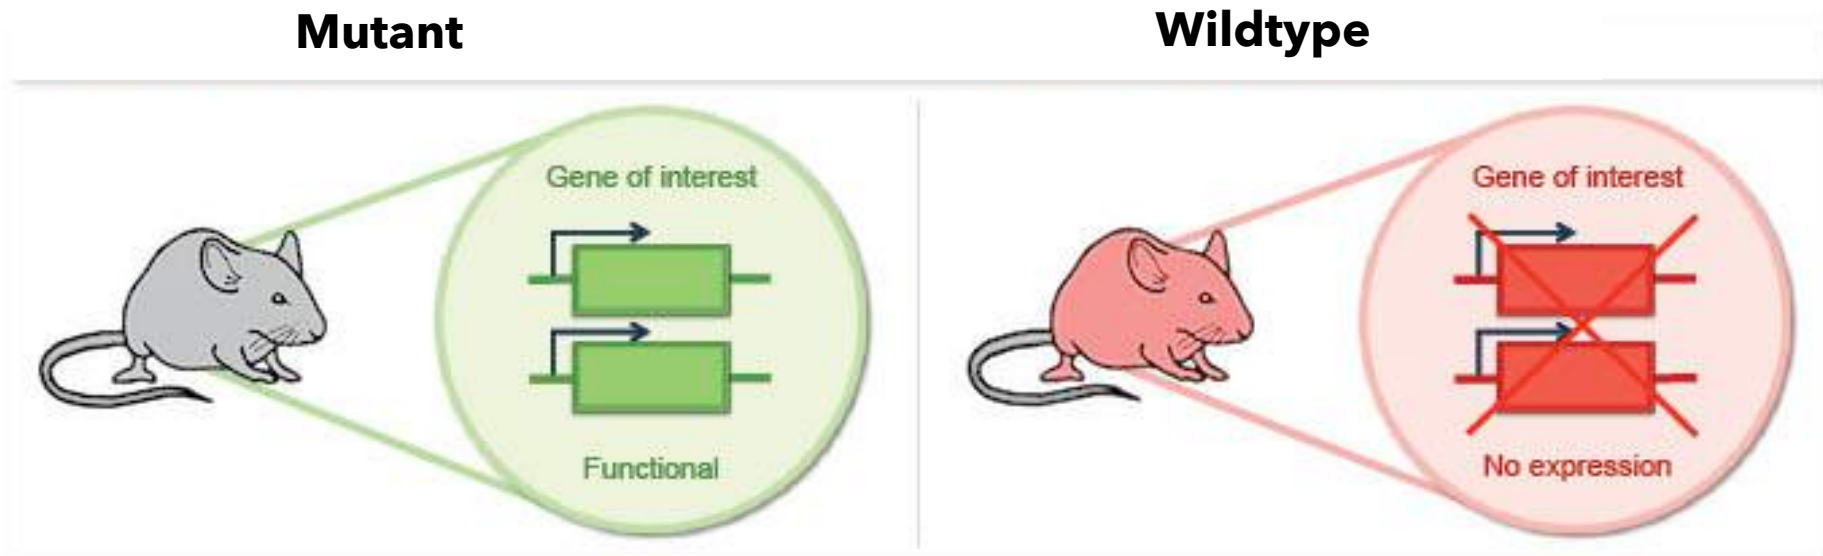 Mutant
Wildtype
Gene of interest
Functional
Gene of interest
No expression